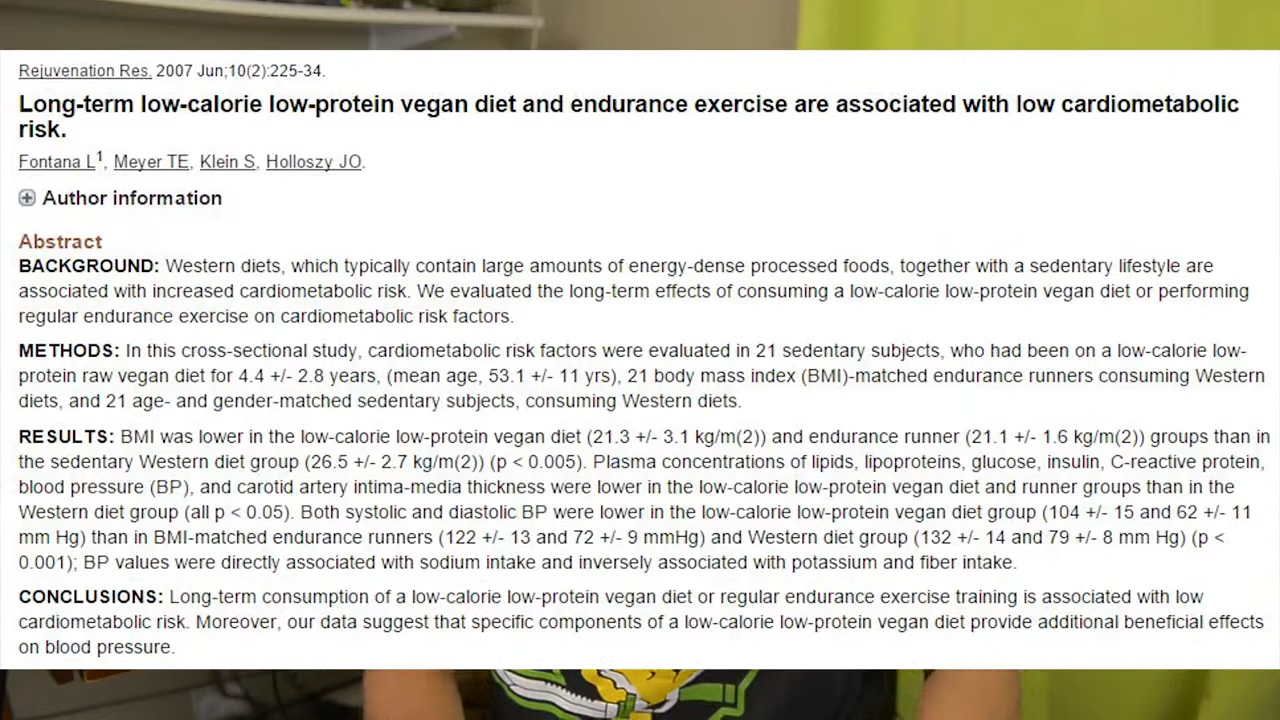 Rejuvenation Res. 2007 Jun;10(2):225-34.
Long-term low-calorie low-protein vegan diet and endurance exercise are associated with low cardiometabolic
risk.
Fontana L1, Meyer TE, Klein S, Holloszy JO.
Author information
Abstract
BACKGROUND: Western diets, which typically contain large amounts of energy-dense processed foods, together with a sedentary lifestyle are
associated with increased cardiometabolic risk. We evaluated the long-term effects of consuming a low-calorie low-protein vegan diet or performing
regular endurance exercise on cardiometabolic risk factors.
METHODS: In this cross-sectional study, cardiometabolic risk factors were evaluated in 21 sedentary subjects, who had been on a low-calorie low-
protein raw vegan diet for 4.4 +/- 2.8 years, (mean age, 53.1 +/- 11 yrs), 21 body mass index (BMI)-matched endurance runners consuming Western
diets, and 21 age- and gender-matched sedentary subjects, consuming Western diets.
RESULTS: BMI was lower in the low-calorie low-protein vegan diet (21.3 +/- 3.1 kg/m(2)) and endurance runner (21.1 +/- 1.6 kg/m(2)) groups than in
the sedentary Western diet group (26.5 +/- 2.7 kg/m(2)) (p < 0.005). Plasma concentrations of lipids, lipoproteins, glucose, insulin, C-reactive protein,
blood pressure (BP), and carotid artery intima-media thickness were lower in the low-calorie low-protein vegan diet and runner groups than in the
Western diet group (all p < 0.05). Both systolic and diastolic BP were lower in the low-calorie low-protein vegan diet group (104 +/- 15 and 62 +/- 11
mm Hg) than in BMI-matched endurance runners (122 +/- 13 and 72 +/- 9 mmHg) and Western diet group (132 +/- 14 and 79 +/- 8 mm Hg) (p <
0.001); BP values were directly associated with sodium intake and inversely associated with potassium and fiber intake.
CONCLUSIONS: Long-term consumption of a low-calorie low-protein vegan diet or regular endurance exercise training is associated with low
cardiometabolic risk. Moreover, our data suggest that specific components of a low-calorie low-protein vegan diet provide additional beneficial effects
on blood pressure.